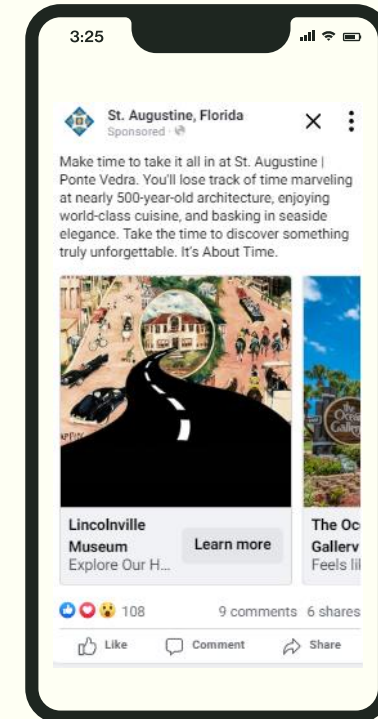 3:25
St. Augustine, Florida
Sponsored ·
Make time to take it all in at St. Augustine |
Ponte Vedra. You'll lose track of time marveling
at nearly 500-year-old architecture, enjoying
world-class cuisine, and basking in seaside
elegance. Take the time to discover something
truly unforgettable. It's About Time.
The
Lincolnville
Museum
Explore Our H...
Learn more
The Oc
Gallery
Feels li
108
9 comments 6 shares
Like
Comment
Share